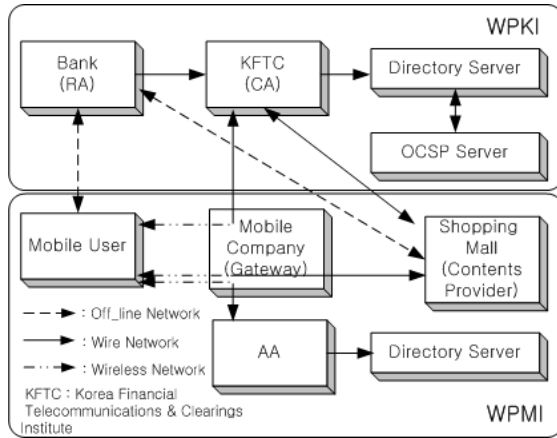 WPKI
Bank
(RA)
KFTC
(CA)
Directory Server
OCSP Server
Mobile User
Mobile
Company
(Gateway)
Shopping
Mall
(Contents
Provider)
: Off_line Network
: Wire Network
: Wireless Network
AA
Directory Server
KFTC : Korea Financial
Telecommunications & Clearings
Institute
WPMI